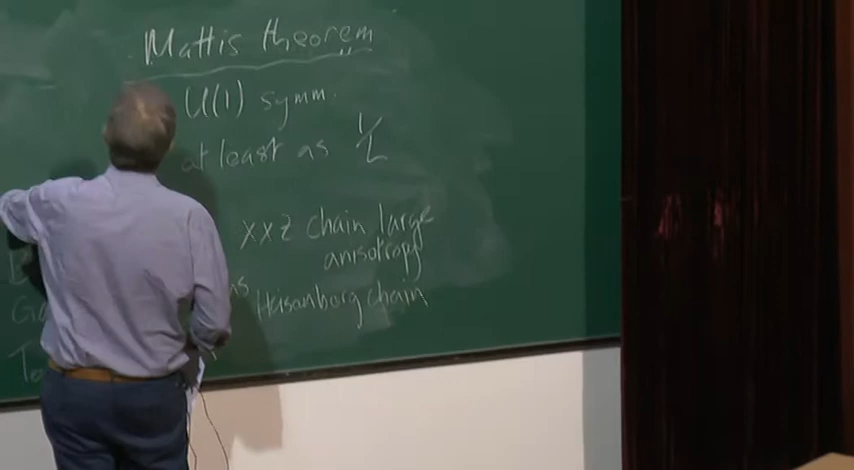 Mattis theorem
U(1) symm.
at least as 1/L
XXZ chain large
anisotropy
Heisenberg chain